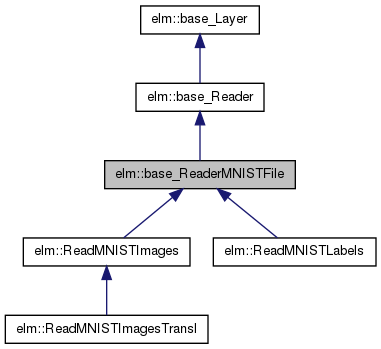 elm::base_Layer
elm::base_Reader
elm::base_ReaderMNISTFile
elm::ReadMNISTImages
elm::ReadMNISTLabels
elm::ReadMNISTImagesTransl